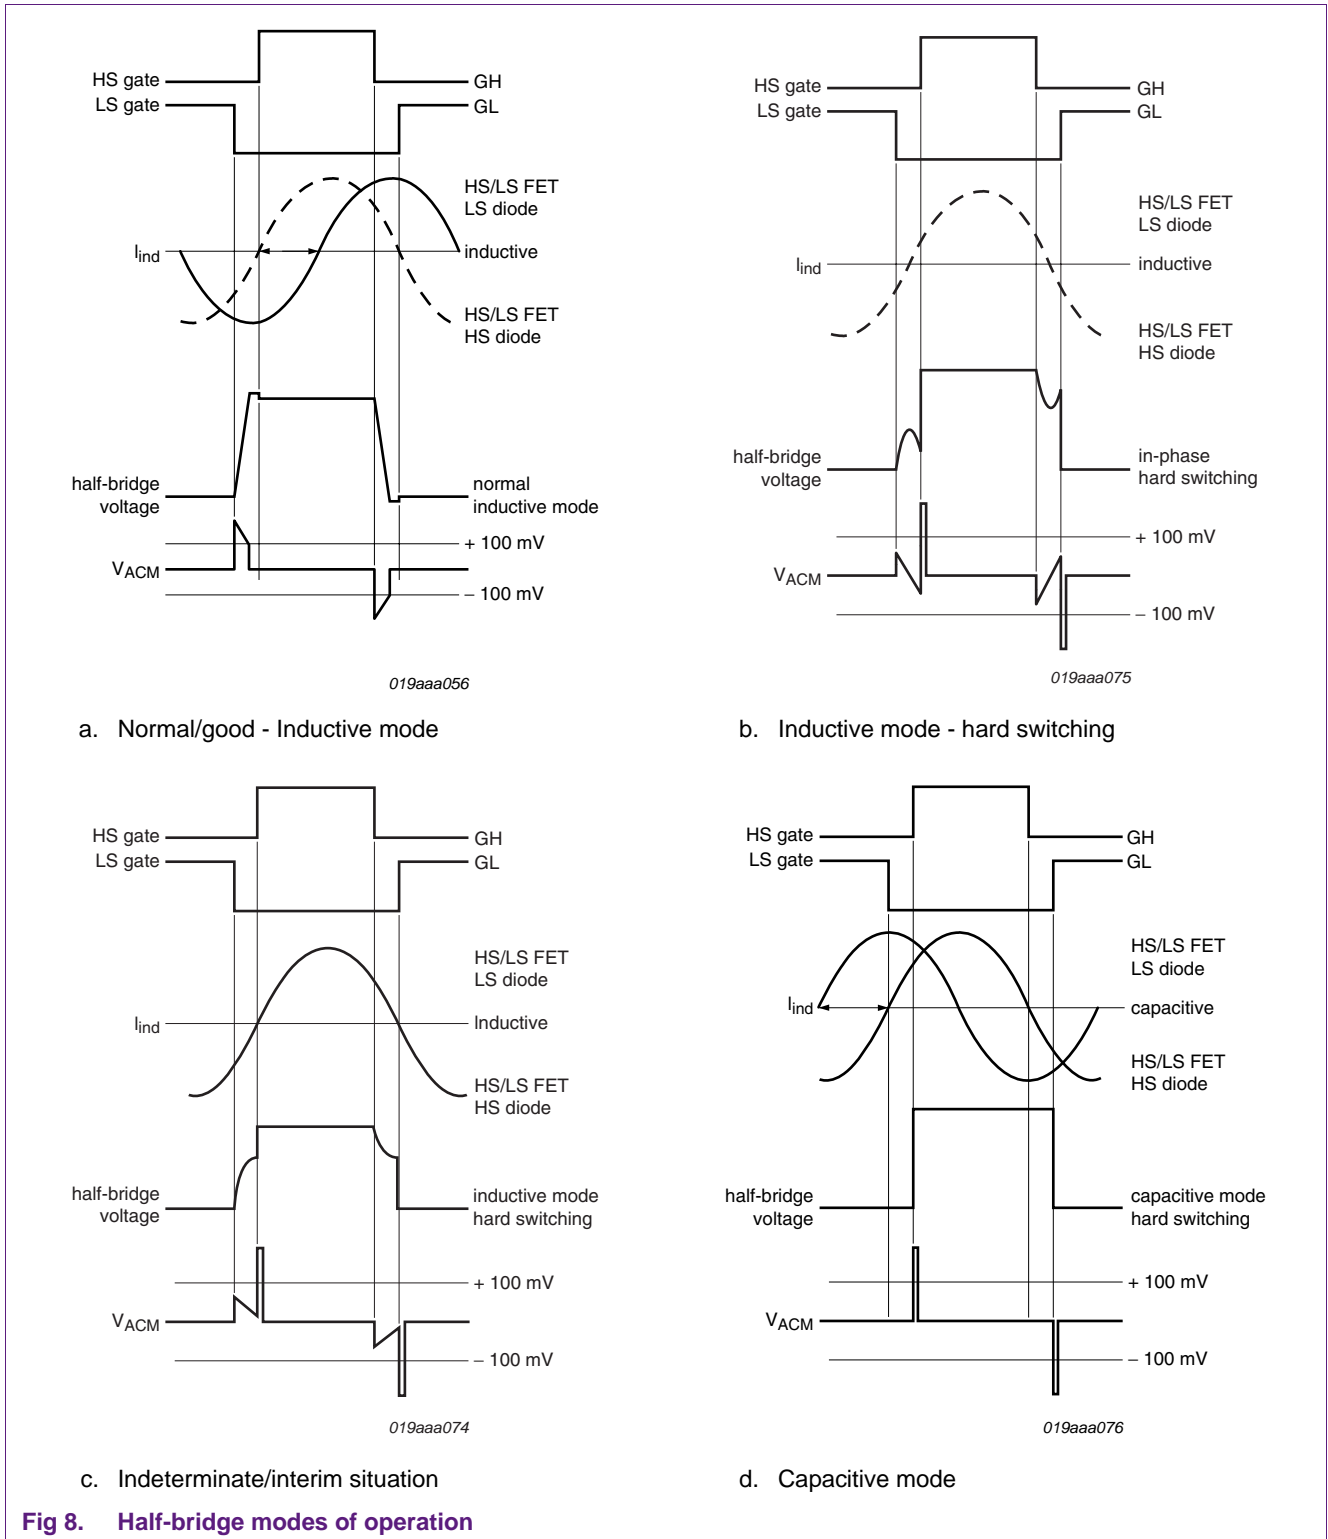 HS gate
GH
LS gate
GL
HS/LS FET
LS diode
Iind
inductive
HS/LS FET
HS diode
half-bridge
voltage
normal
inductive mode
+ 100 mV
VACM
− 100 mV
019aaa056
a. Normal/good - Inductive mode
HS gate
GH
LS gate
GL
HS/LS FET
LS diode
Iind
inductive
HS/LS FET
HS diode
half-bridge
voltage
in-phase
hard switching
+ 100 mV
VACM
− 100 mV
019aaa075
b. Inductive mode - hard switching
HS gate
GH
LS gate
GL
HS/LS FET
LS diode
Iind
Inductive
HS/LS FET
HS diode
half-bridge
voltage
inductive mode
hard switching
+ 100 mV
VACM
− 100 mV
019aaa074
c. Indeterminate/interim situation
HS gate
GH
LS gate
GL
HS/LS FET
LS diode
Iind
capacitive
HS/LS FET
HS diode
half-bridge
voltage
capacitive mode
hard switching
+ 100 mV
VACM
− 100 mV
019aaa076
d. Capacitive mode
Fig 8. Half-bridge modes of operation